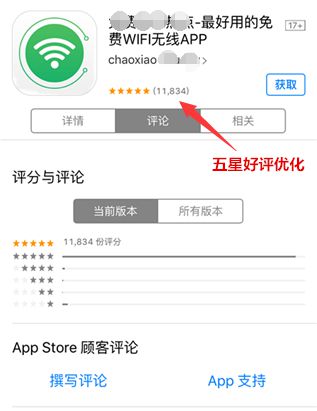 点-最好用的免
费WIFI无线APP
17+
chaoxiao
(11,834)
获取
详情
评论
相关
五星好评优化
评分与评论
当前版本
所有版本
11,834 份评分
App Store 顾客评论
撰写评论
App 支持